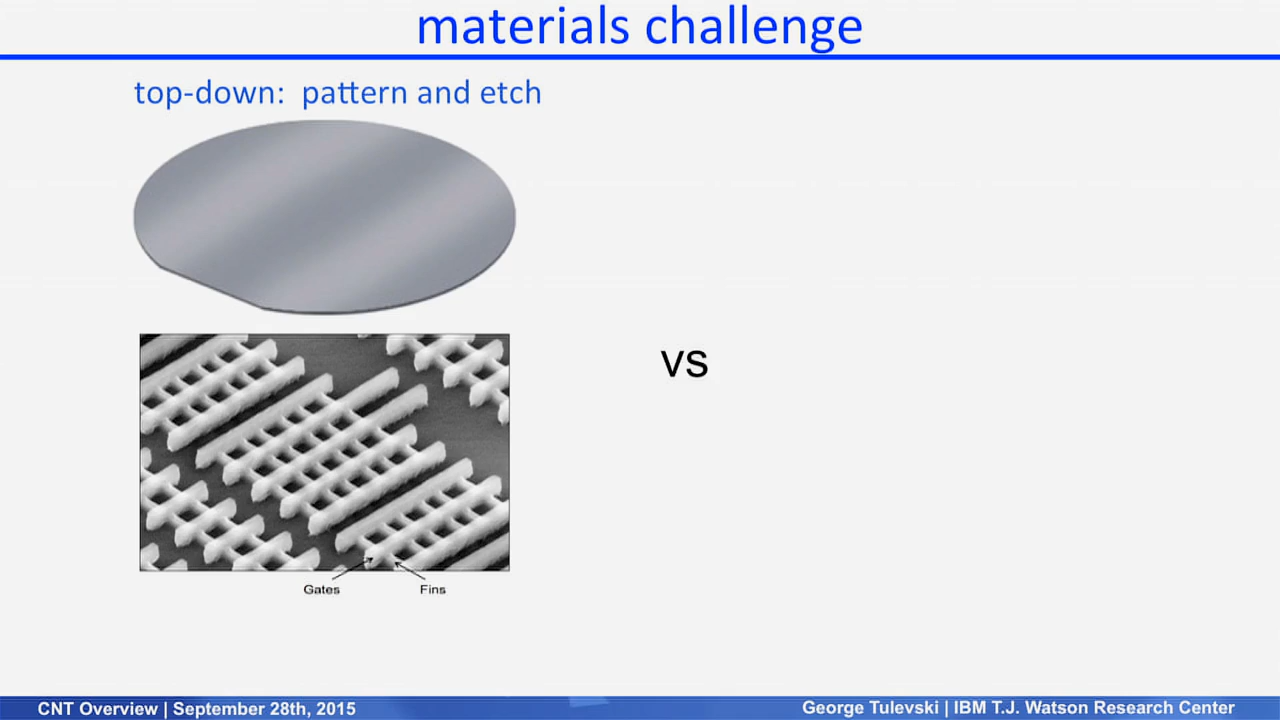 materials challenge
top-down: pattern and etch
vs
Gates
Fins
CNT Overview | September 28th, 2015
George Tulevski | IBM T.J. Watson Research Center